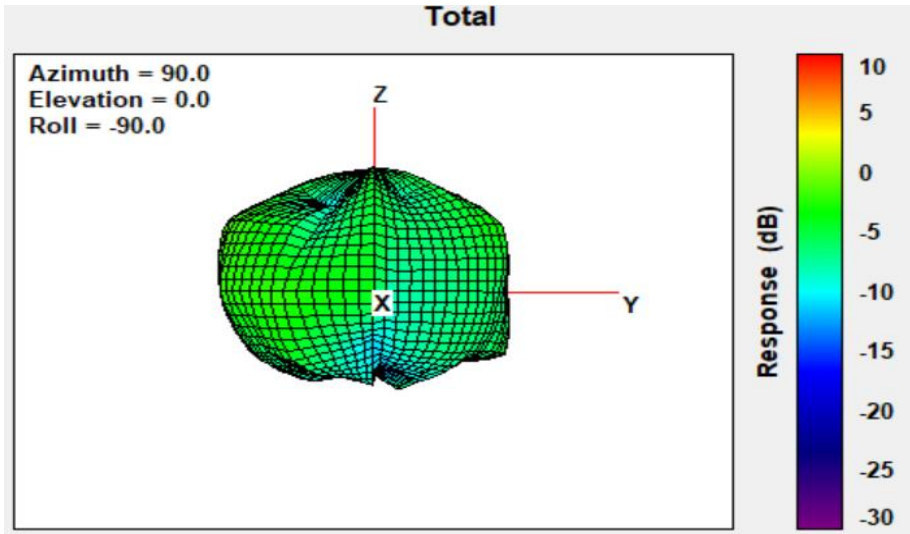 Total
Azimuth = 90.0
Elevation = 0.0
Roll = -90.0
Z
X
Y
Response (dB)
10
5
0
-5
-10
-15
-20
-25
-30